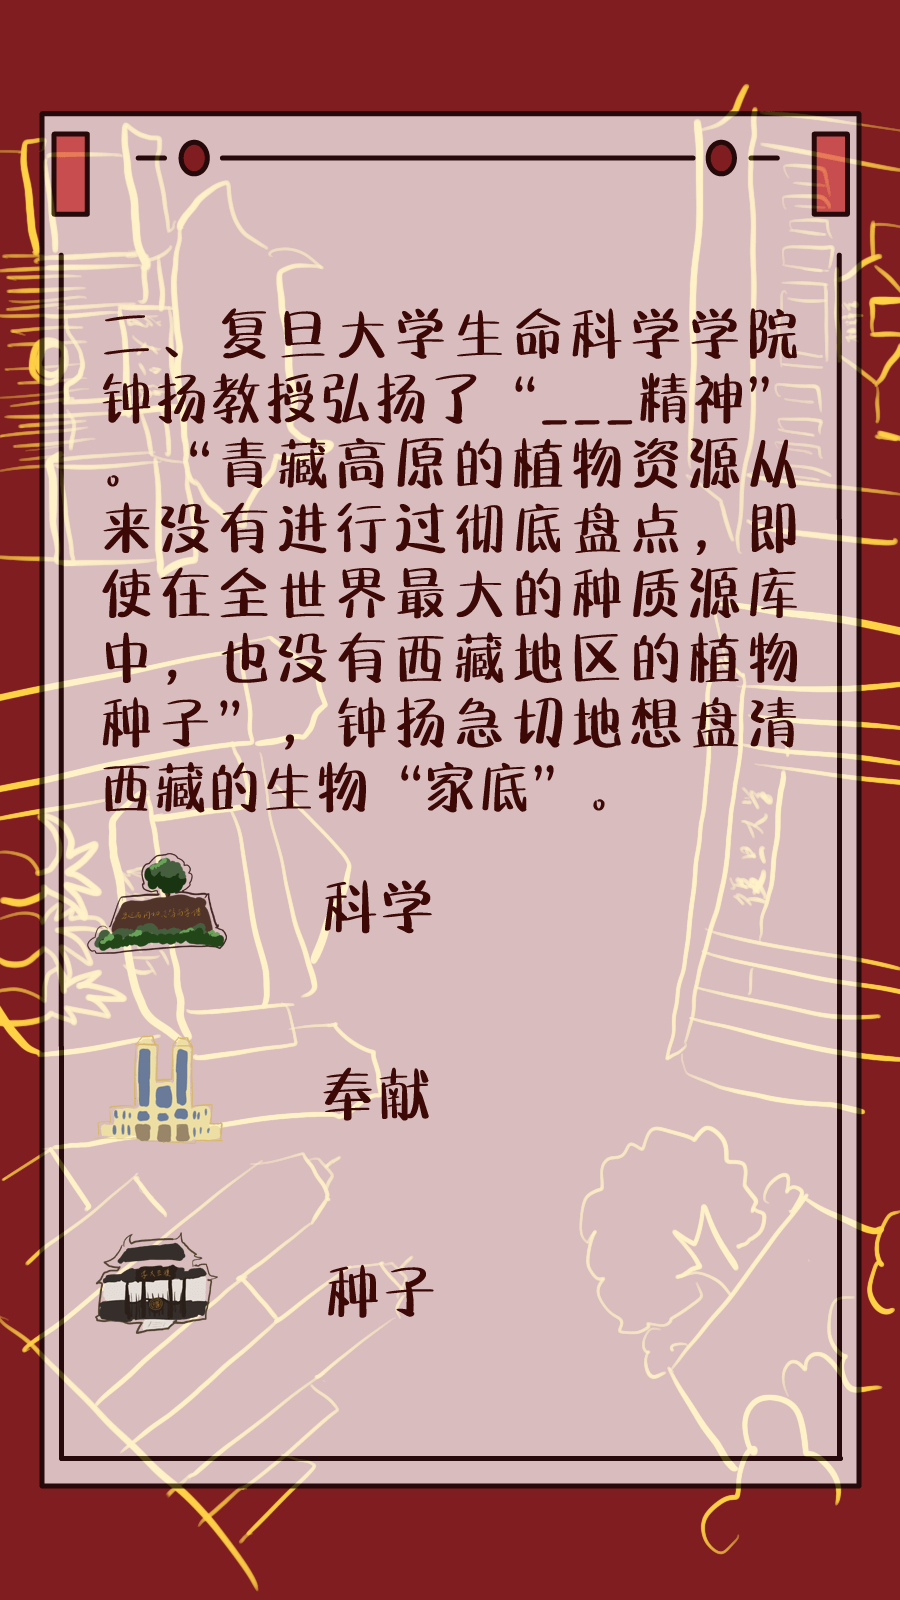 二、复旦大学生命科学学院
钟扬教授弘扬了“___精神”
。“青藏高原的植物资源从
来没有进行过彻底盘点，即
使在全世界最大的种质源库
中，也没有西藏地区的植物
种子”，钟扬急切地想盘清
西藏的生物“家底”。
復旦大学
科学
奉献
种子